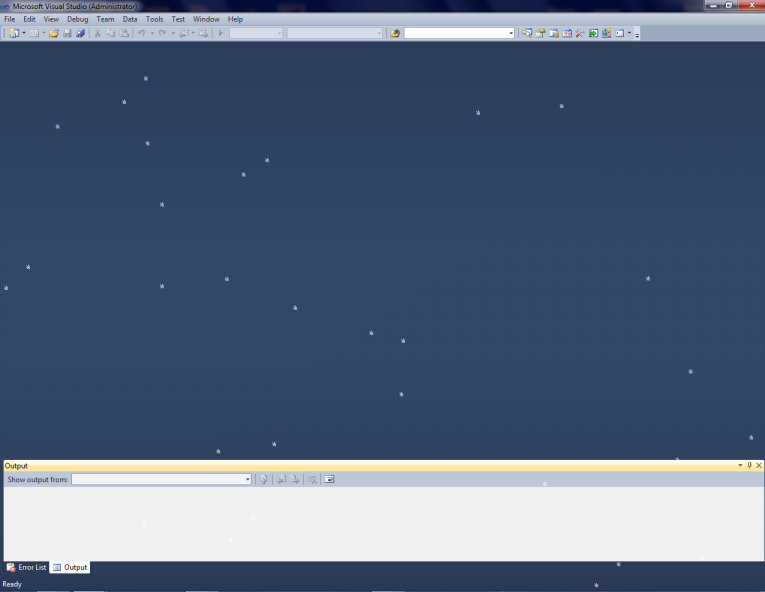 Microsoft Visual Studio (Administrator)
File Edit View Debug Team Data Tools Test Window Help
Output
Show output from:
Error List Output
Ready